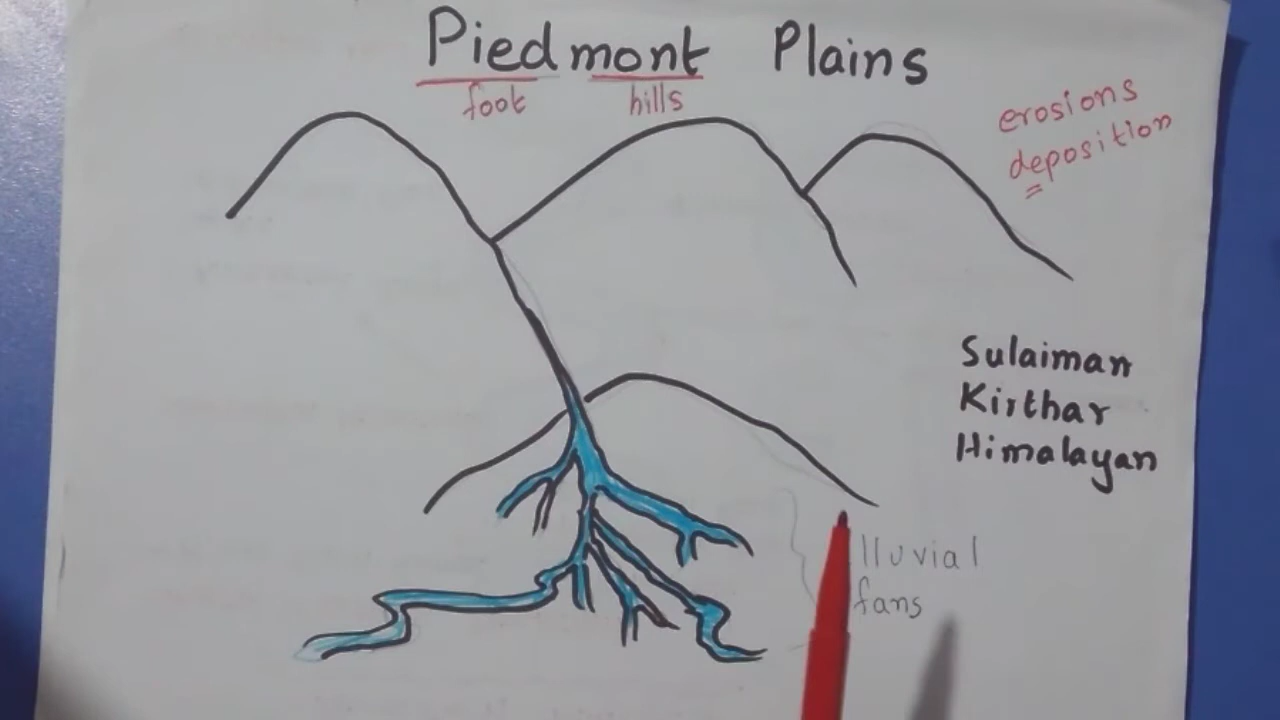 Piedmont Plains
foot hills
erosions
deposition
Sulaiman
Kirthar
Himalayan
lluvial
fans